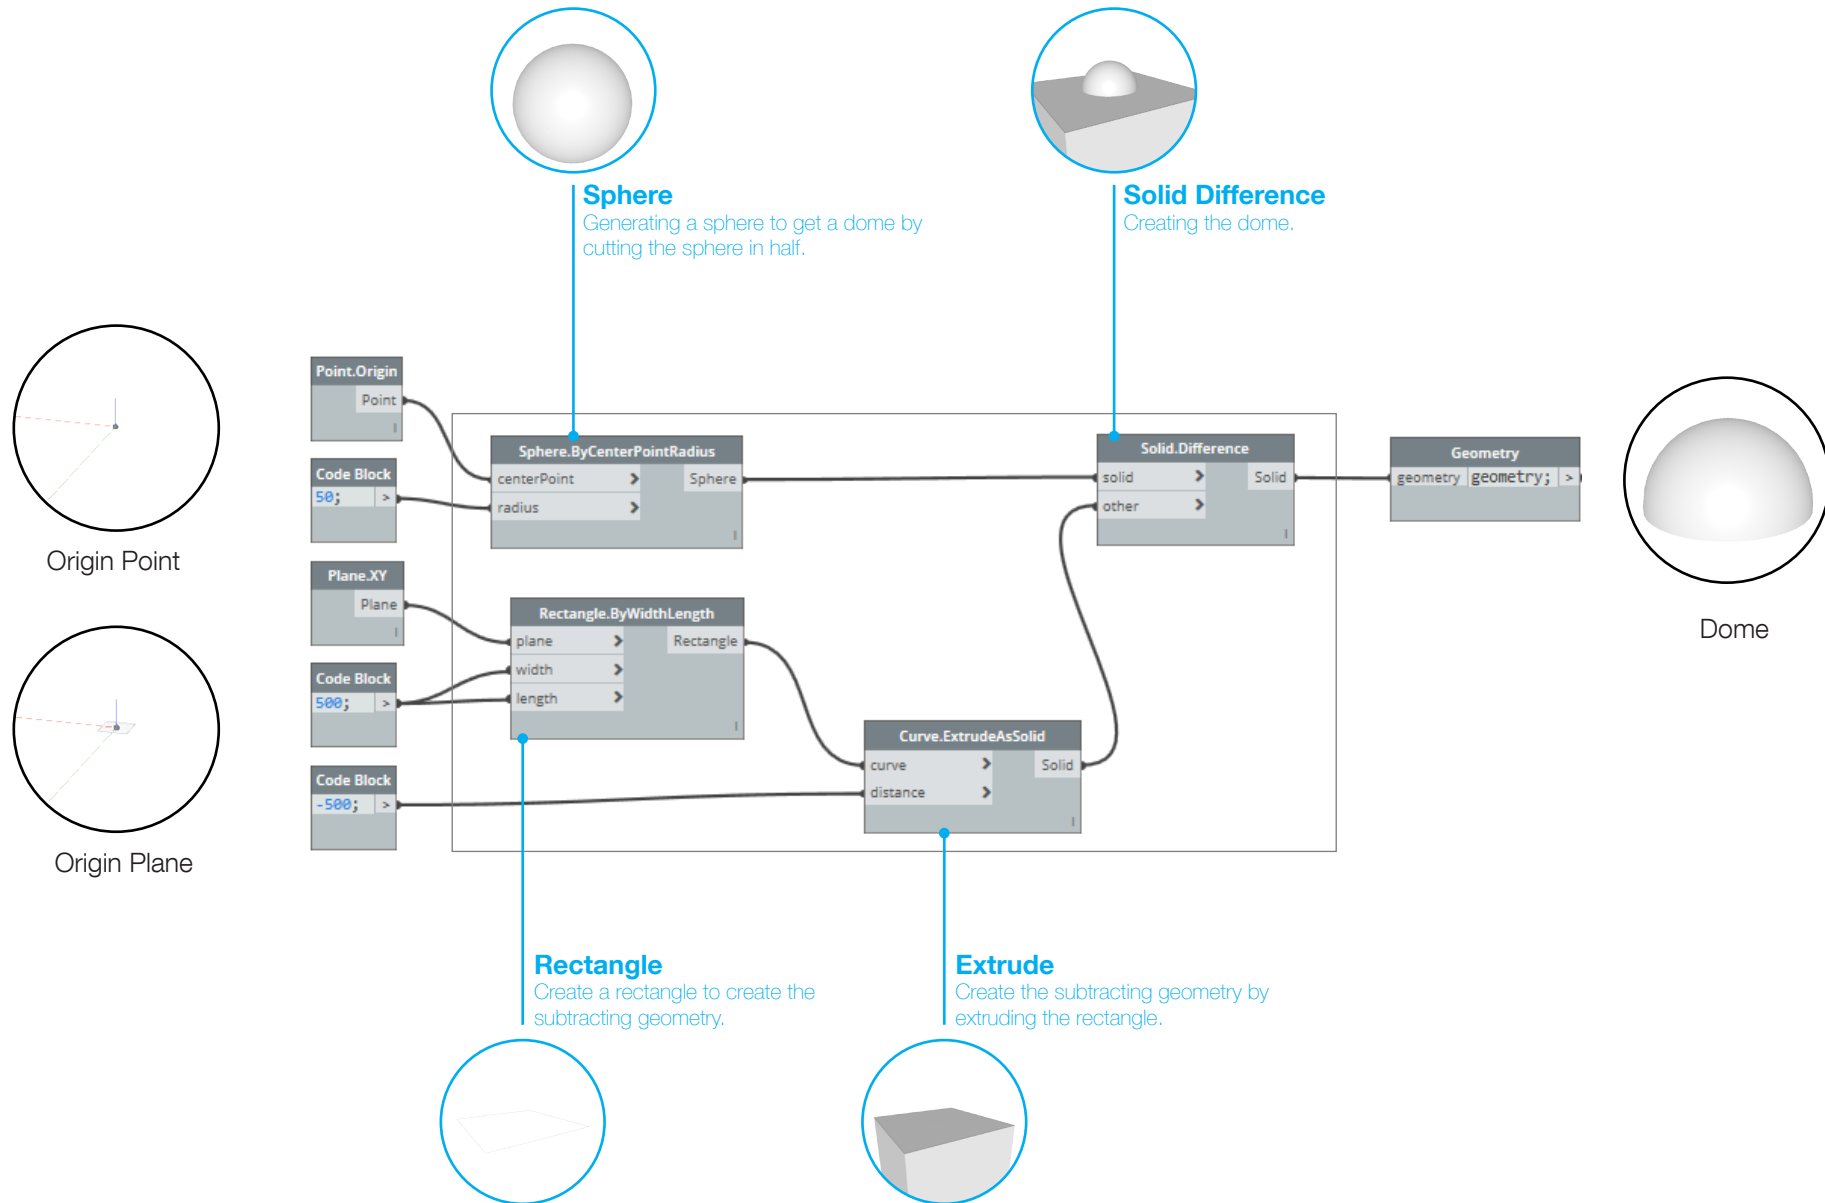 Sphere
Generating a sphere to get a dome by
cutting the sphere in half.
Solid Difference
Creating the dome.
Origin Point
Origin Plane
Point.Origin
Point
Code Block
50; >
Plane.XY
Plane
Code Block
500; >
Code Block
-500; >
Sphere.ByCenterPointRadius
centerPoint > Sphere
radius >
Rectangle.ByWidthLength
plane > Rectangle
width >
length >
Curve.ExtrudeAsSolid
curve > Solid
distance >
Solid.Difference
solid > Solid
other >
Geometry
geometry geometry; >
Dome
Rectangle
Create a rectangle to create the
subtracting geometry.
Extrude
Create the subtracting geometry by
extruding the rectangle.